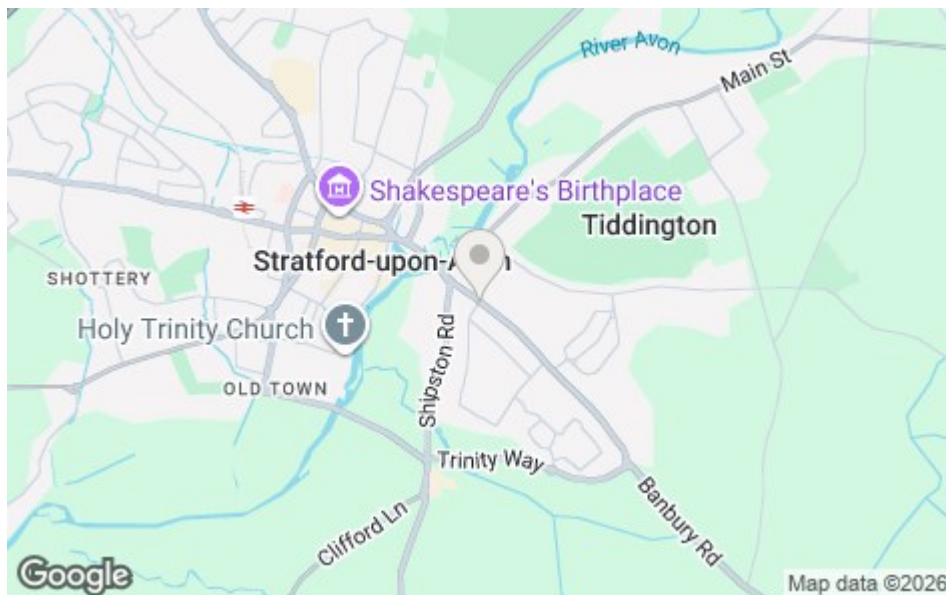 River Avon
Main St
Shakespeare's Birthplace
Tiddington
Stratford-upon-A
SHOTTERY
Holy Trinity Church
Shipston Rd
OLD TOWN
Trinity Way
Banbury Rd
Clifford Ln
Google
Map data ©2026